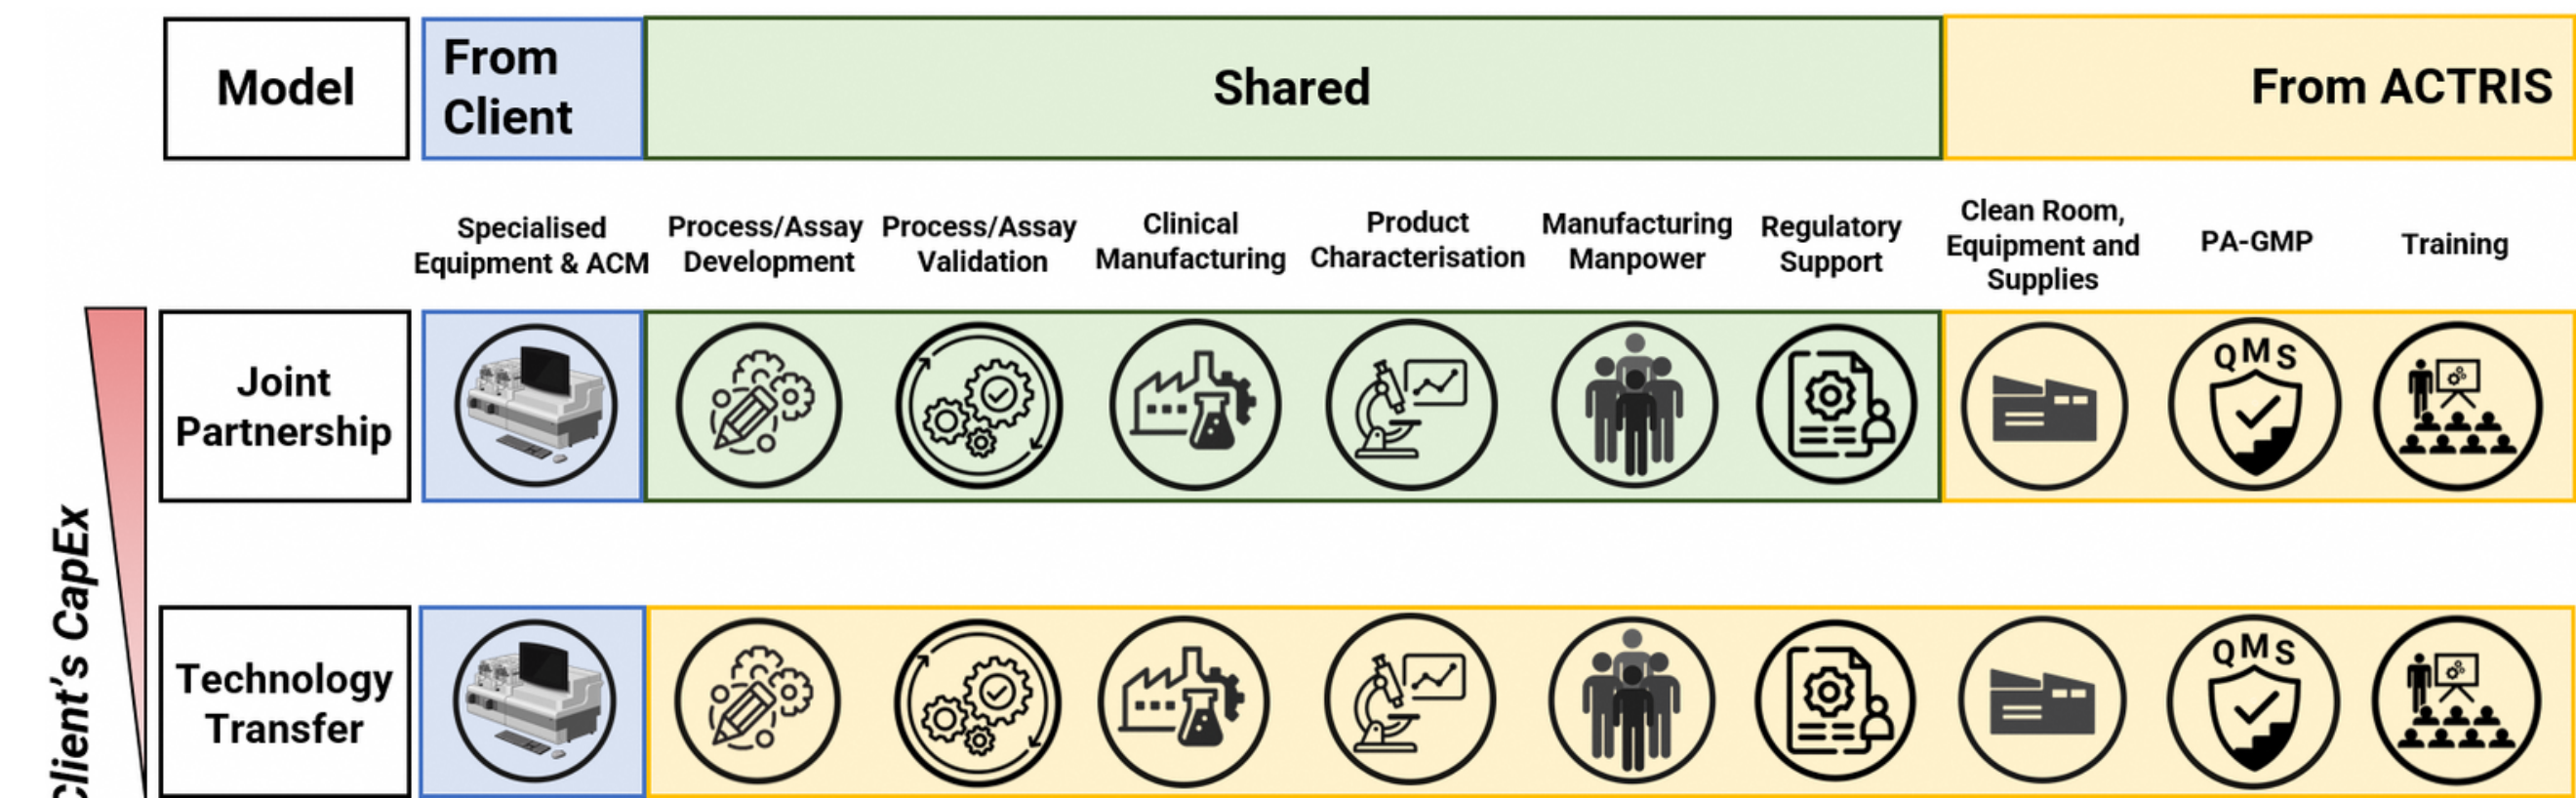 Model
From
Client
Shared
From ACTRIS
Specialised
Equipment & ACM
Process/Assay
Development
Process/Assay
Validation
Clinical
Manufacturing
Product
Characterisation
Manufacturing
Manpower
Regulatory
Support
Clean Room,
Equipment and
Supplies
PA-GMP
Training
Client's CapEx
Joint
Partnership
QMS
Technology
Transfer
QMS